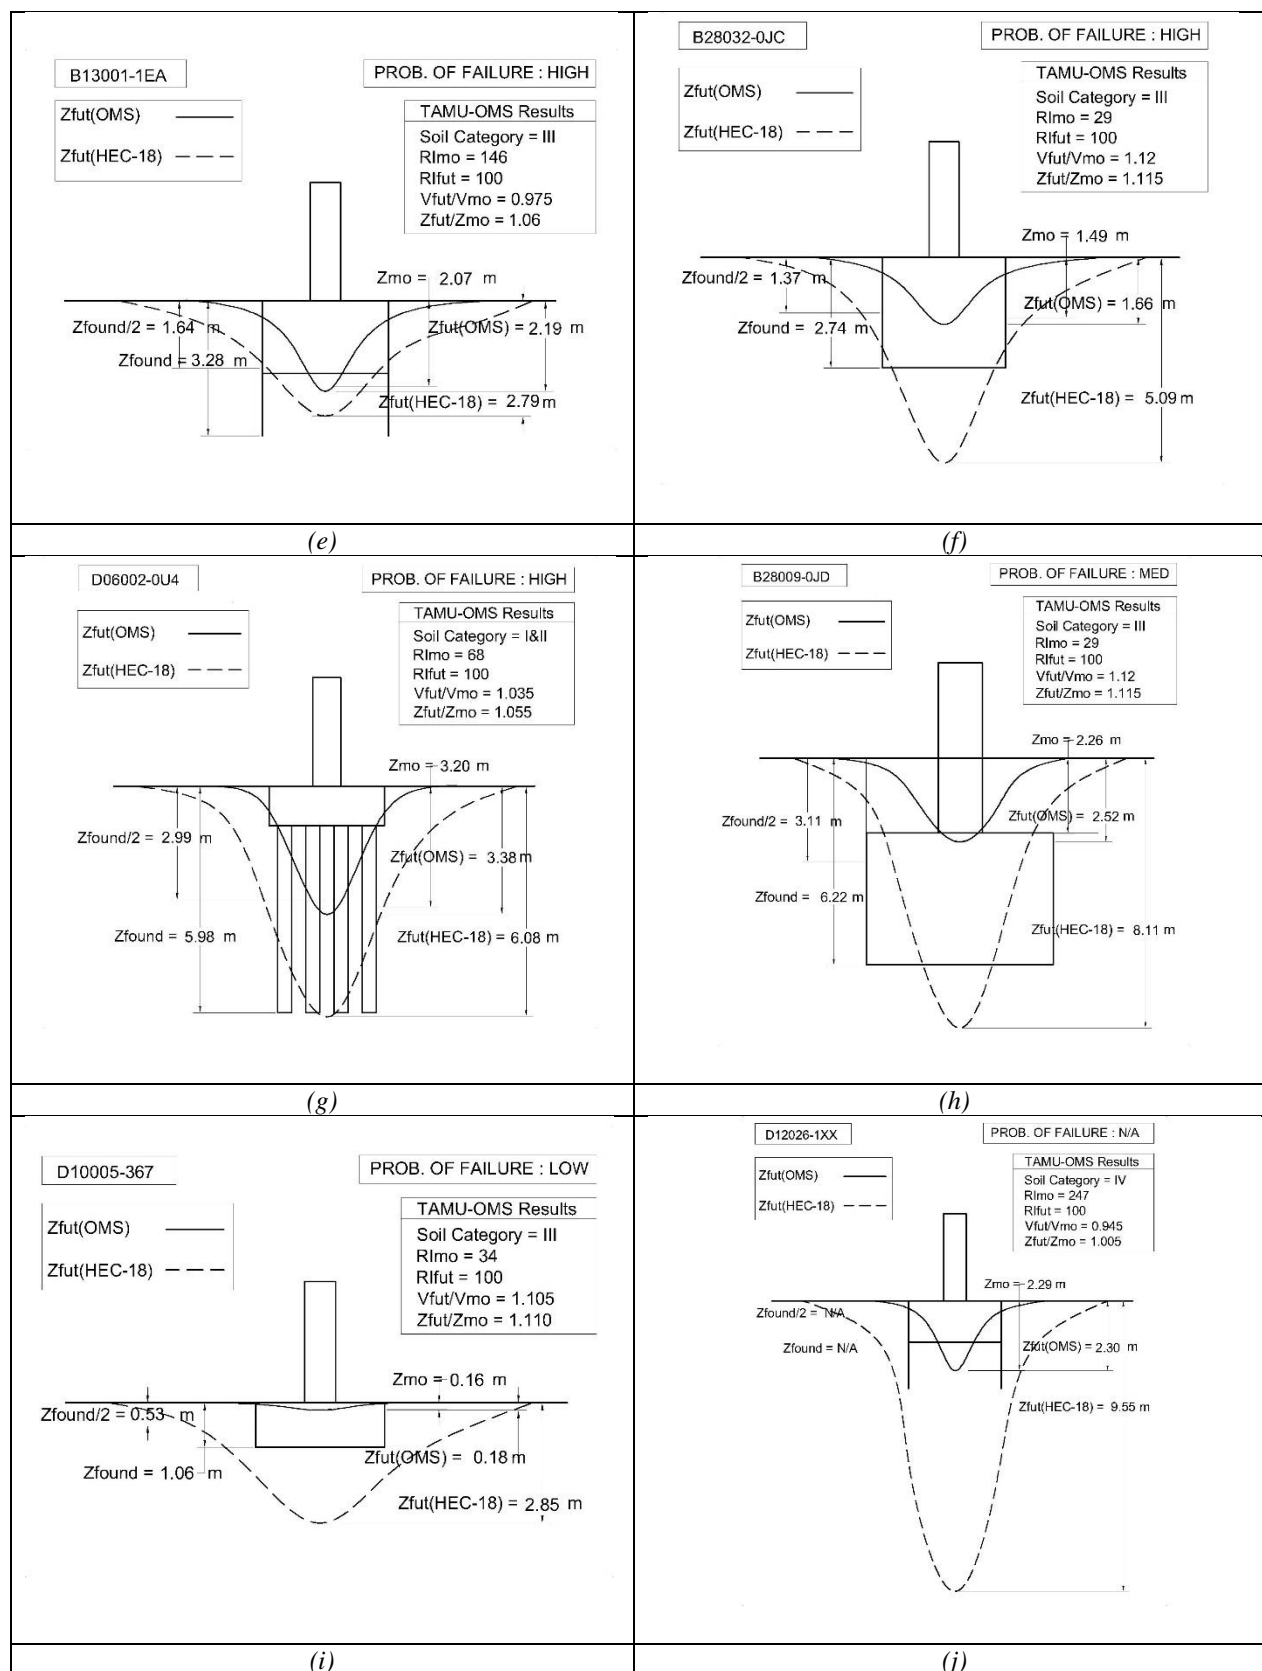 B13001-1EA
PROB. OF FAILURE : HIGH
Zfut(OMS)
Zfut(HEC-18)
TAMU-OMS Results
Soil Category = III
RImo = 146
RIfut = 100
Vfut/Vmo = 0.975
Zfut/Zmo = 1.06
Zmo = 2.07 m
Zfound/2 = 1.64 m
Zfut(OMS) = 2.19 m
Zfound = 3.28 m
Zfut(HEC-18) = 2.79 m
(e)
B28032-0JC
PROB. OF FAILURE : HIGH
Zfut(OMS)
Zfut(HEC-18)
TAMU-OMS Results
Soil Category = III
RImo = 29
RIfut = 100
Vfut/Vmo = 1.12
Zfut/Zmo = 1.115
Zmo = 1.49 m
Zfound/2 = 1.37 m
Zfut(OMS) = 1.66 m
Zfound = 2.74 m
Zfut(HEC-18) = 5.09 m
(f)
D06002-0U4
PROB. OF FAILURE : HIGH
Zfut(OMS)
Zfut(HEC-18)
TAMU-OMS Results
Soil Category = I&II
RImo = 68
RIfut = 100
Vfut/Vmo = 1.035
Zfut/Zmo = 1.055
Zmo = 3.20 m
Zfound/2 = 2.99 m
Zfut(OMS) = 3.38 m
Zfound = 5.98 m
Zfut(HEC-18) = 6.08 m
(g)
B28009-0JD
PROB. OF FAILURE : MED
Zfut(OMS)
Zfut(HEC-18)
TAMU-OMS Results
Soil Category = III
RImo = 29
RIfut = 100
Vfut/Vmo = 1.12
Zfut/Zmo = 1.115
Zmo = 2.26 m
Zfound/2 = 3.11 m
Zfut(OMS) = 2.52 m
Zfound = 6.22 m
Zfut(HEC-18) = 8.11 m
(h)
D10005-367
PROB. OF FAILURE : LOW
Zfut(OMS)
Zfut(HEC-18)
TAMU-OMS Results
Soil Category = III
RImo = 34
RIfut = 100
Vfut/Vmo = 1.105
Zfut/Zmo = 1.110
Zmo = 0.16 m
Zfound/2 = 0.53 m
Zfut(OMS) = 0.18 m
Zfound = 1.06 m
Zfut(HEC-18) = 2.85 m
(i)
D12026-1XX
PROB. OF FAILURE : N/A
Zfut(OMS)
Zfut(HEC-18)
TAMU-OMS Results
Soil Category = IV
RImo = 247
RIfut = 100
Vfut/Vmo = 0.945
Zfut/Zmo = 1.005
Zmo = 2.29 m
Zfound/2 = N/A
Zfound = N/A
Zfut(OMS) = 2.30 m
Zfut(HEC-18) = 9.55 m
(j)